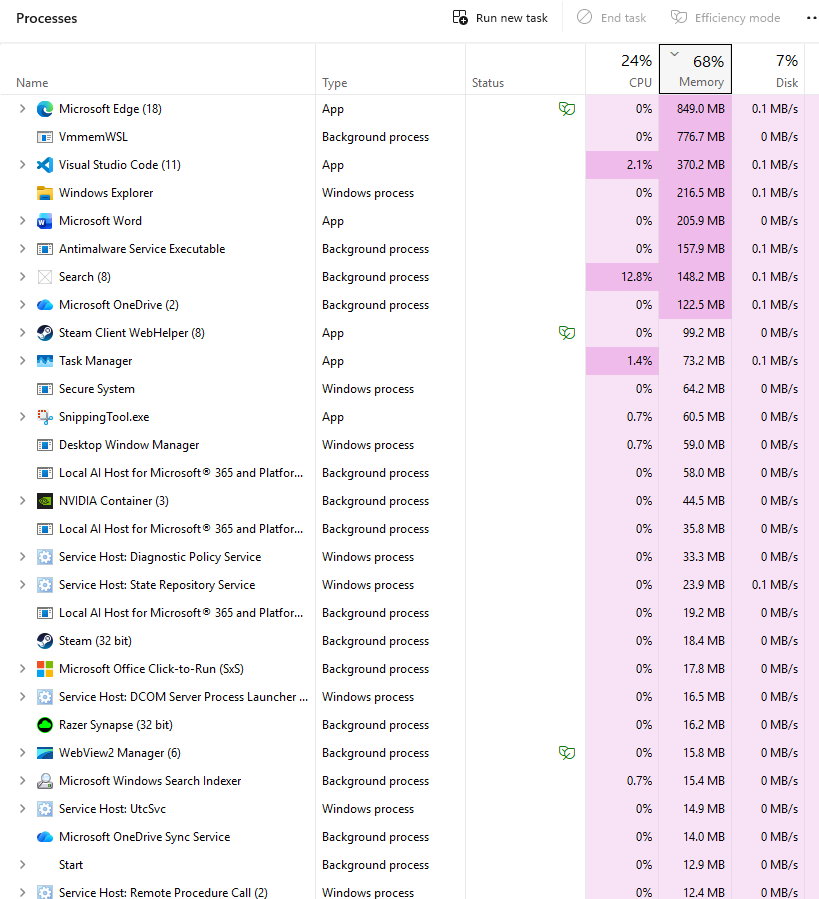 Processes Run new task End task Efficiency mode
24% 68% 7%
Name Type Status CPU Memory Disk
Microsoft Edge (18) App 0% 849.0 MB 0.1 MB/s
VmmemWSL Background process 0% 776.7 MB 0 MB/s
Visual Studio Code (11) App 2.1% 370.2 MB 0.1 MB/s
Windows Explorer Windows process 0% 216.5 MB 0.1 MB/s
Microsoft Word App 0% 205.9 MB 0 MB/s
Antimalware Service Executable Background process 0% 157.9 MB 0.1 MB/s
Search (8) Background process 12.8% 148.2 MB 0.1 MB/s
Microsoft OneDrive (2) Background process 0% 122.5 MB 0.1 MB/s
Steam Client WebHelper (8) App 0% 99.2 MB 0 MB/s
Task Manager App 1.4% 73.2 MB 0.1 MB/s
Secure System Windows process 0% 64.2 MB 0 MB/s
SnippingTool.exe App 0.7% 60.5 MB 0 MB/s
Desktop Window Manager Windows process 0.7% 59.0 MB 0 MB/s
Local AI Host for Microsoft® 365 and Platfor... Background process 0% 58.0 MB 0 MB/s
NVIDIA Container (3) Background process 0% 44.5 MB 0 MB/s
Local AI Host for Microsoft® 365 and Platfor... Background process 0% 35.8 MB 0 MB/s
Service Host: Diagnostic Policy Service Windows process 0% 33.3 MB 0 MB/s
Service Host: State Repository Service Windows process 0% 23.9 MB 0.1 MB/s
Local AI Host for Microsoft® 365 and Platfor... Background process 0% 19.2 MB 0 MB/s
Steam (32 bit) Background process 0% 18.4 MB 0 MB/s
Microsoft Office Click-to-Run (SxS) Background process 0% 17.8 MB 0 MB/s
Service Host: DCOM Server Process Launcher ... Windows process 0% 16.5 MB 0 MB/s
Razer Synapse (32 bit) Background process 0% 16.2 MB 0 MB/s
WebView2 Manager (6) Background process 0% 15.8 MB 0 MB/s
Microsoft Windows Search Indexer Background process 0.7% 15.4 MB 0 MB/s
Service Host: UtcSvc Windows process 0% 14.9 MB 0 MB/s
Microsoft OneDrive Sync Service Background process 0% 14.0 MB 0 MB/s
Start Background process 0% 12.9 MB 0 MB/s
Service Host: Remote Procedure Call (2) Windows process 0% 12.4 MB 0 MB/s